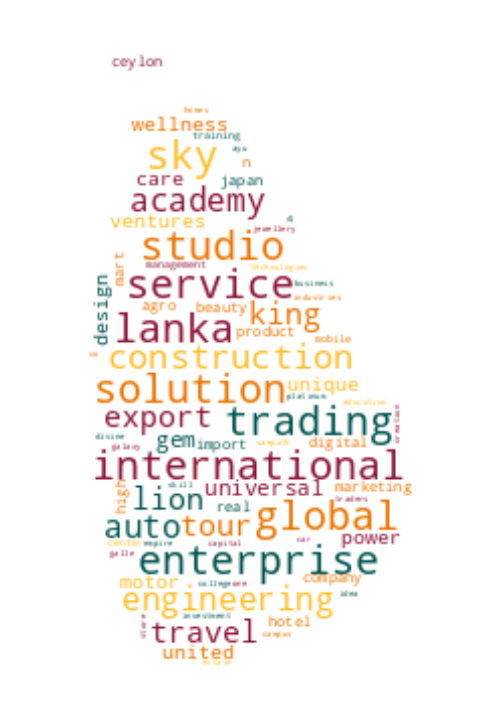 ceylon
homes
wellness
training
ayu
sky
n
care japan
academy
ventures
jewellery
studio
management technologies
mart
service business
design
industries
agro beauty king
lanka product
mobile
construction
solution unique
platinum
education
export trading
creation
divine gem import digital
galaxy
international
skill
high universal marketing
lion traders
real
auto tour global
center empire capital car power
galle
enterprise
motor college one company
engineering idea
investment
store travel hotel
campus
united